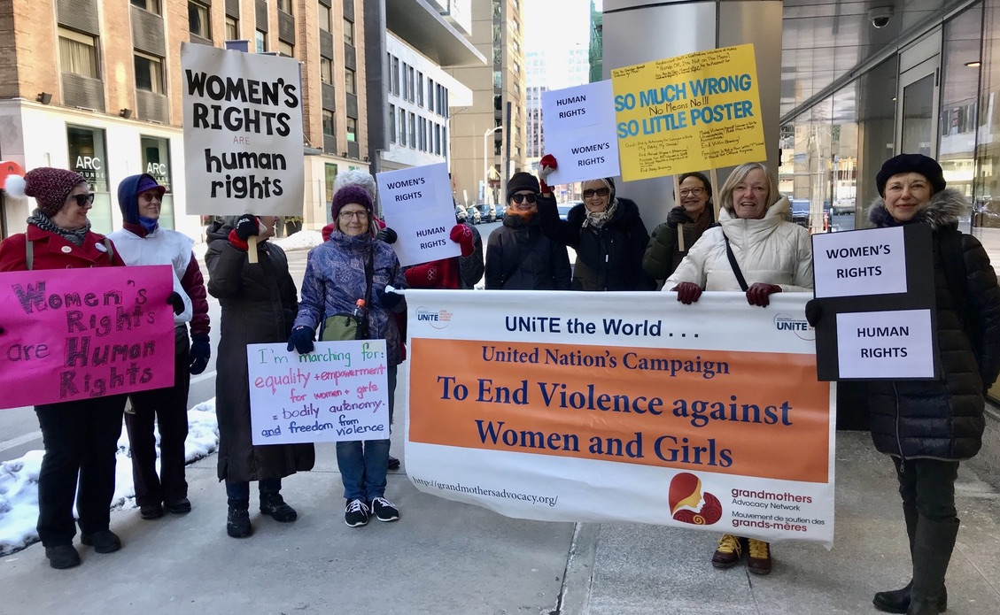 WOMEN'S
RIGHTS
ARE
human
rights
HUMAN
RIGHTS
WOMEN'S
RIGHTS
SO MUCH WRONG
No Means No!!!
SO LITTLE POSTER
ARC
LOUNGE
ARC
WOMEN'S
RIGHTS
HUMAN
RIGHTS
WOMEN'S
RIGHTS
HUMAN
RIGHTS
Women's
Rights
are Human
Rights
I'm marching for:
equality + empowerment
for women + girls
= bodily autonomy.
and freedom from
violence
UNiTE
UNiTE
UNiTE the World . . .
United Nation's Campaign
To End Violence against
Women and Girls
http://grandmothersadvocacy.org/
grandmothers
Advocacy Network
Mouvement de soutien des
grands-mères